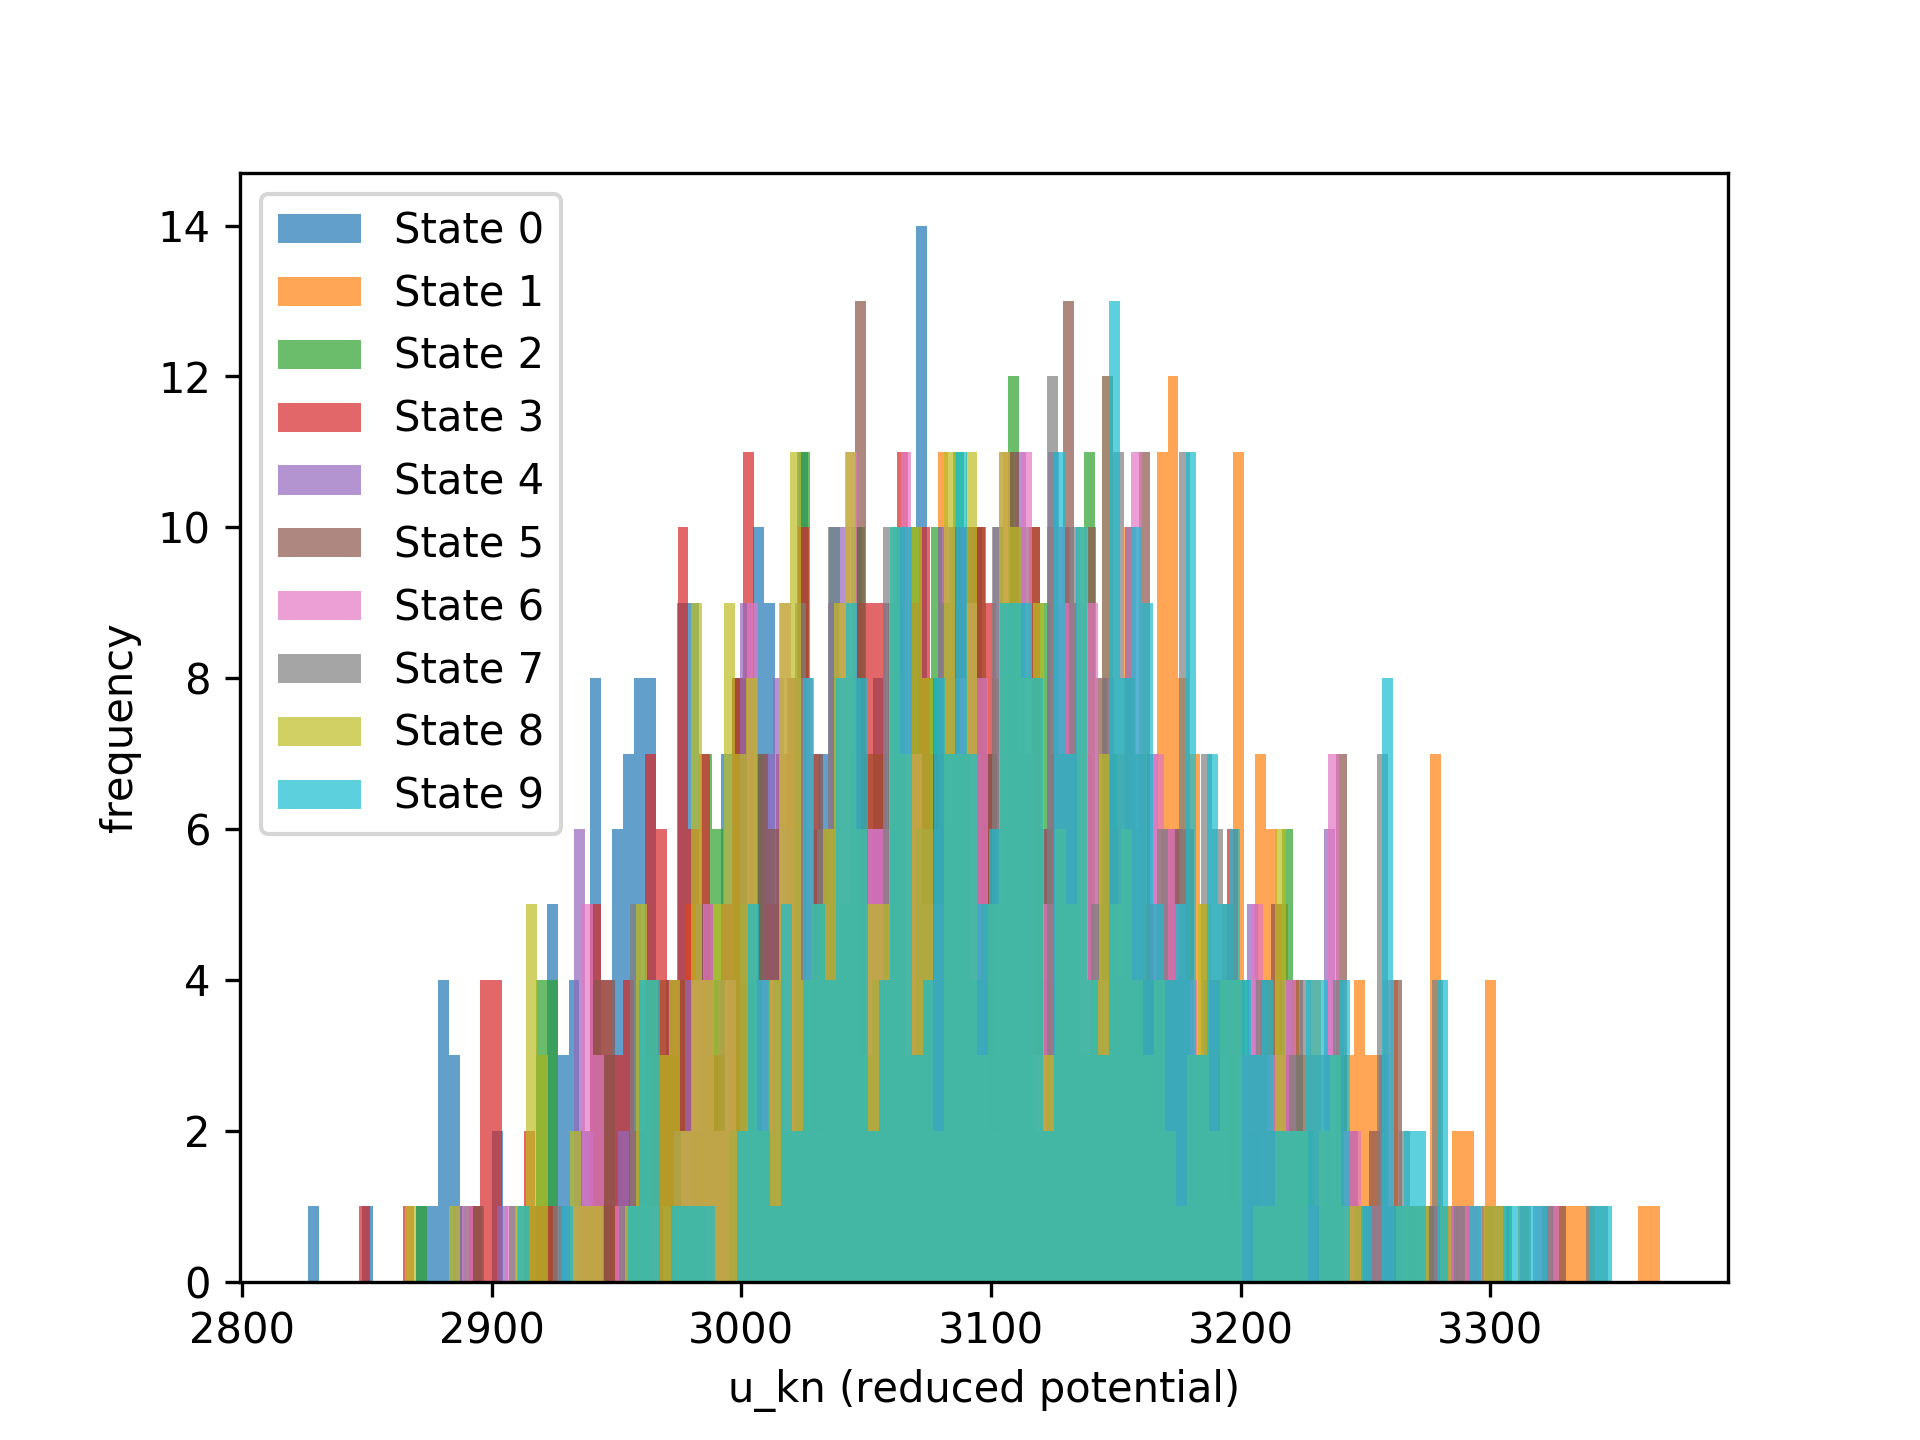 State 0
State 1
State 2
State 3
State 4
State 5
State 6
State 7
State 8
State 9
14
12
10
8
6
4
2
0
frequency
2800 2900 3000 3100 3200 3300
u_kn (reduced potential)